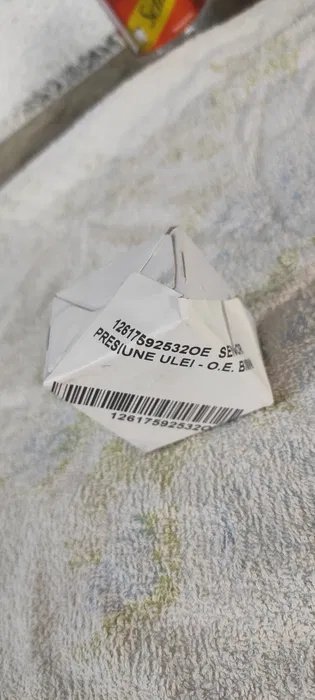 12617592532OE SENZOR
PRESIUNE ULEI - O.E. BMW
12617592532O